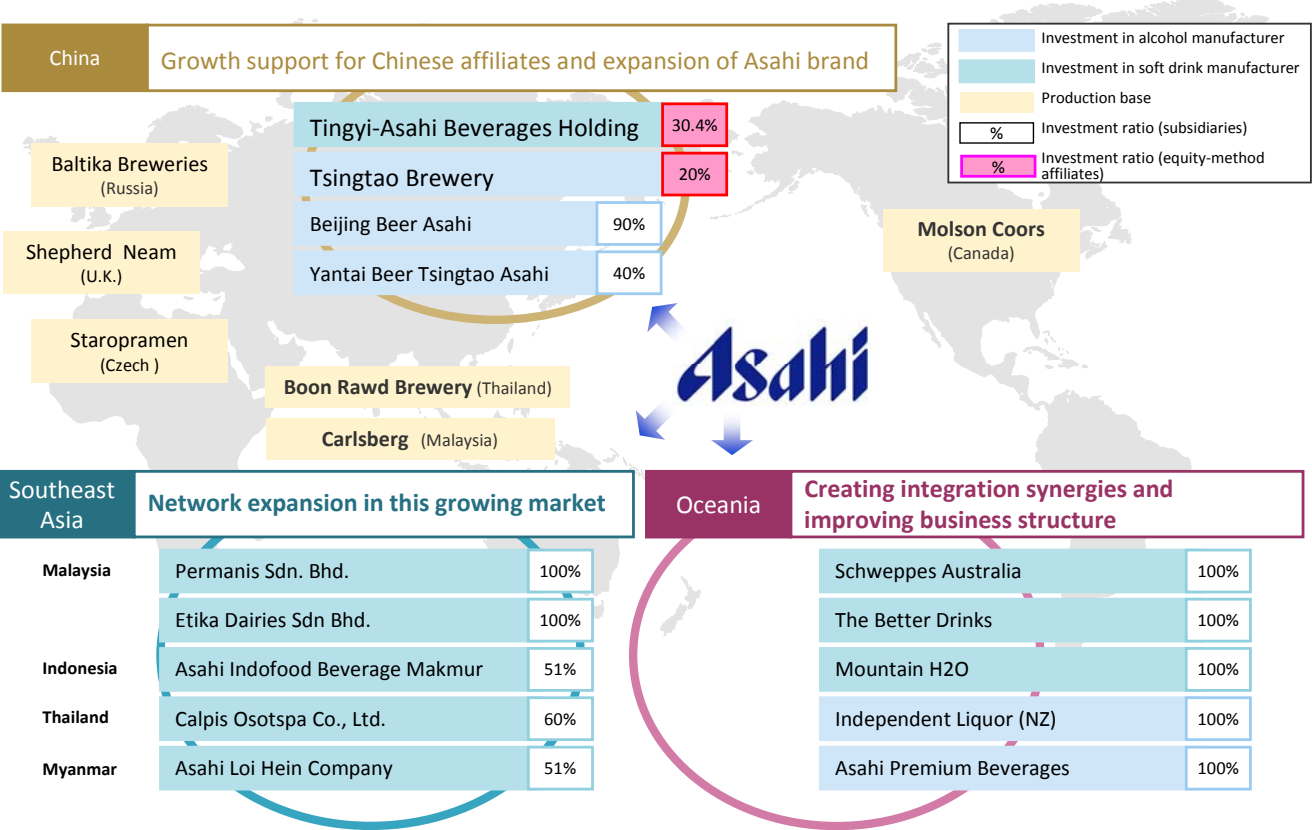 China
Growth support for Chinese affiliates and expansion of Asahi brand
Investment in alcohol manufacturer
Investment in soft drink manufacturer
Production base
% Investment ratio (subsidiaries)
% Investment ratio (equity-method
affiliates)
Tingyi-Asahi Beverages Holding 30.4%
Tsingtao Brewery 20%
Beijing Beer Asahi 90%
Yantai Beer Tsingtao Asahi 40%
Baltika Breweries
(Russia)
Shepherd Neam
(U.K.)
Staropramen
(Czech )
Molson Coors
(Canada)
Asahi
Boon Rawd Brewery (Thailand)
Carlsberg (Malaysia)
Southeast
Asia
Network expansion in this growing market
Malaysia Permanis Sdn. Bhd. 100%
Etika Dairies Sdn Bhd. 100%
Indonesia Asahi Indofood Beverage Makmur 51%
Thailand Calpis Osotspa Co., Ltd. 60%
Myanmar Asahi Loi Hein Company 51%
Oceania
Creating integration synergies and
improving business structure
Schweppes Australia 100%
The Better Drinks 100%
Mountain H2O 100%
Independent Liquor (NZ) 100%
Asahi Premium Beverages 100%